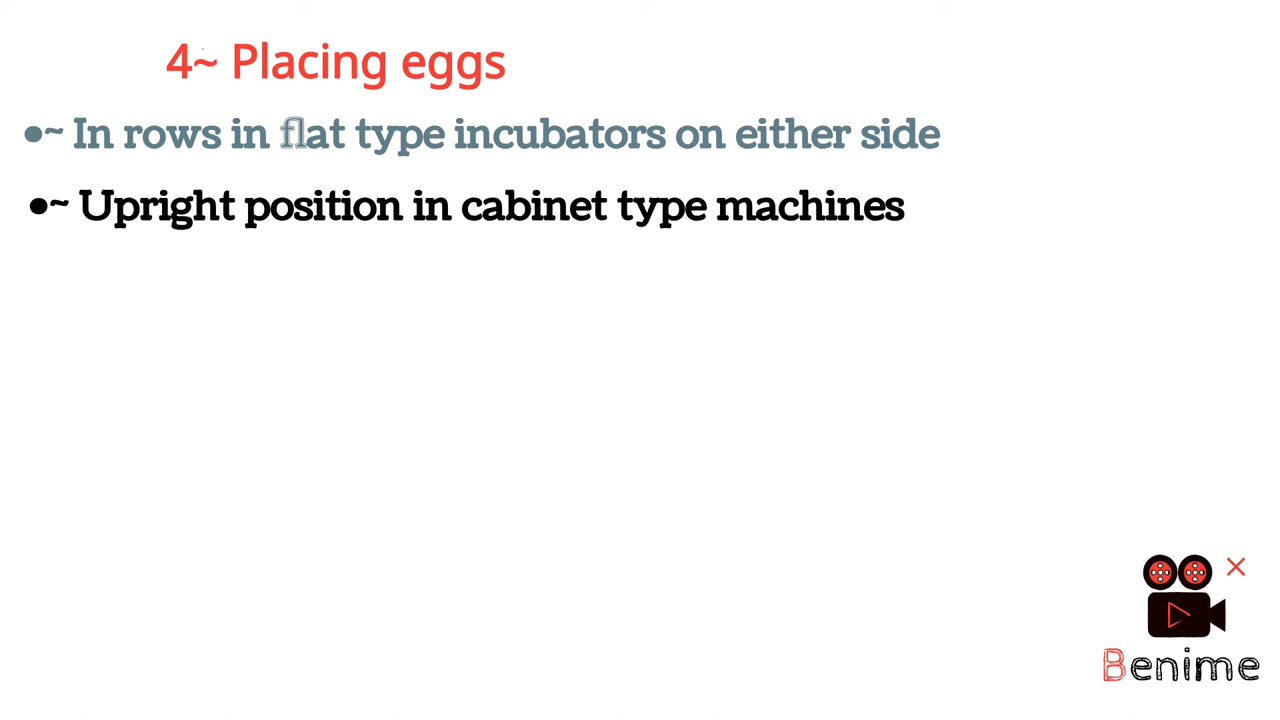 4~ Placing eggs
●~ In rows in flat type incubators on either side
●~ Upright position in cabinet type machines
Benime